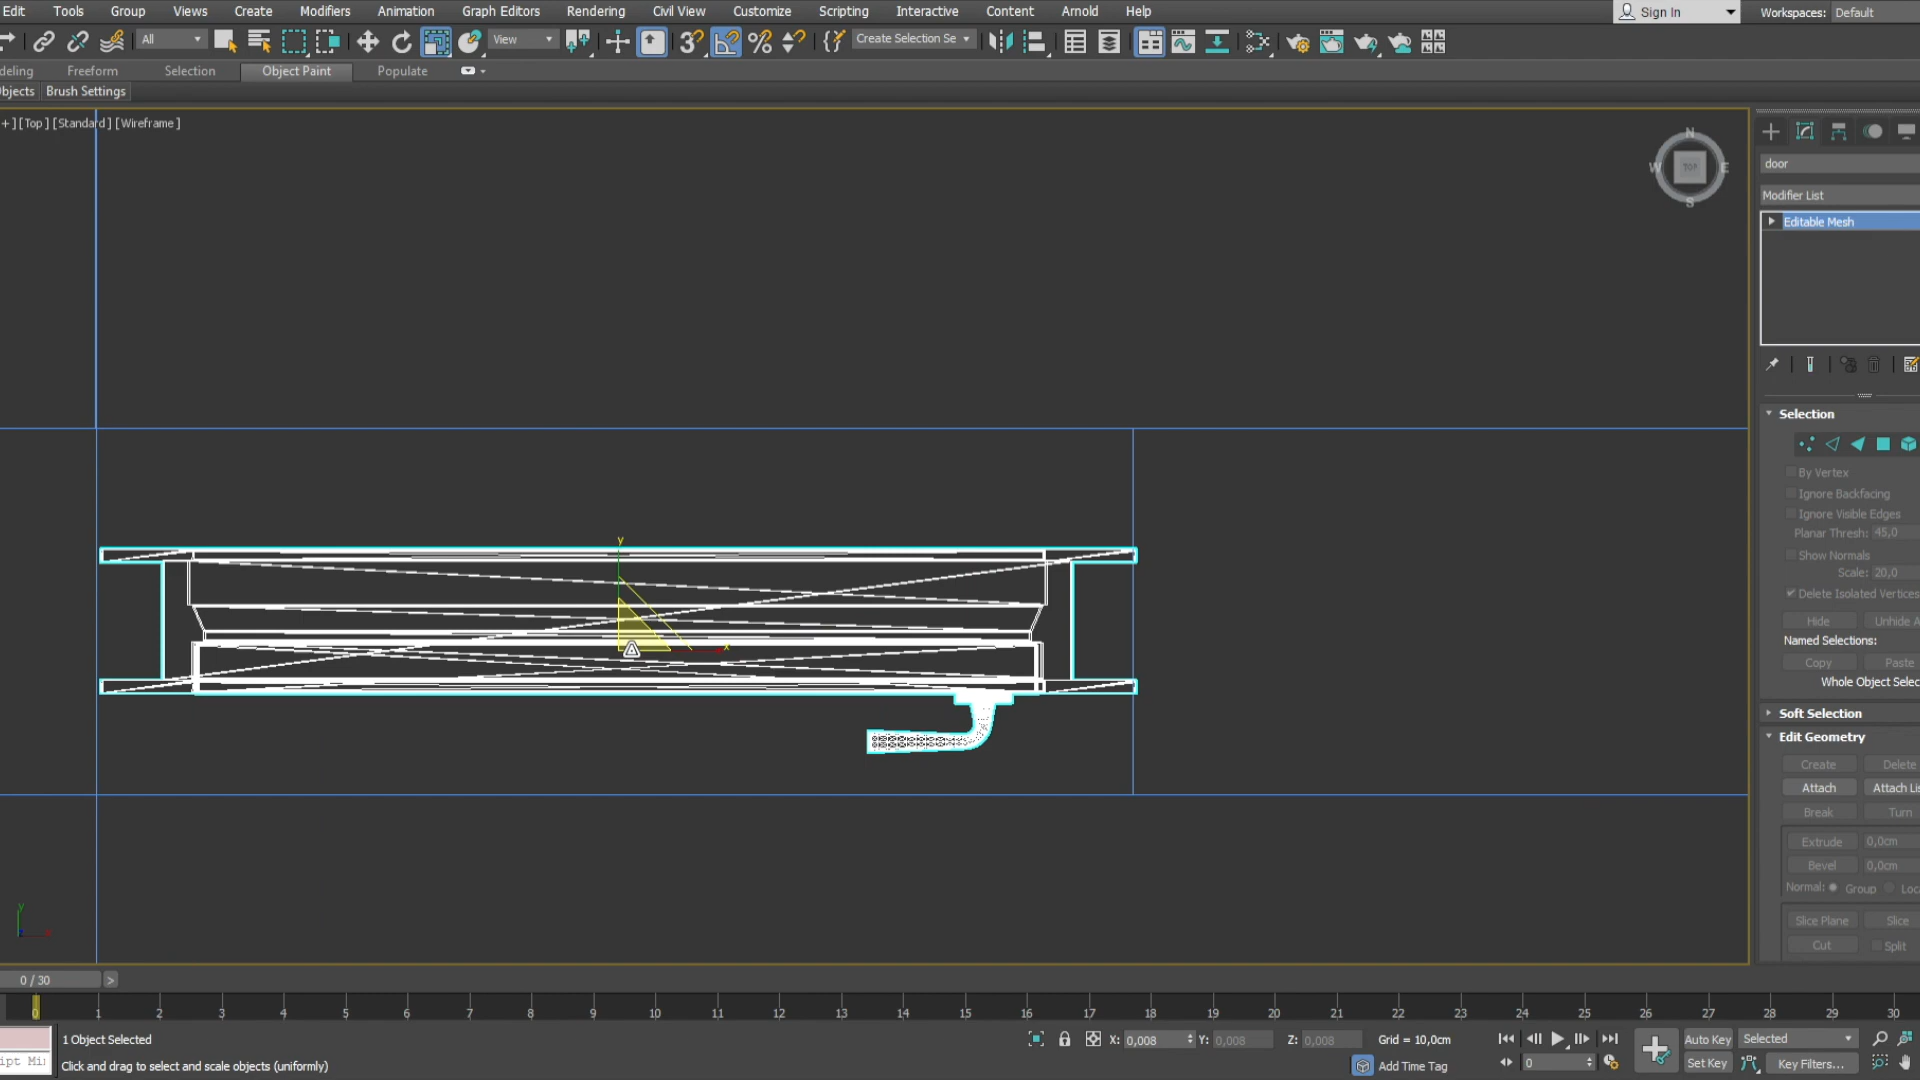 Edit Tools Group Views Create Modifiers Animation Graph Editors Rendering Civil View Customize Scripting Interactive Content Arnold Help Sign In Workspaces: Default
All View Create Selection Se
deling Freeform Selection Object Paint Populate
bjects Brush Settings
+ ] [Top ] [Standard ] [Wireframe ]
N
W TOP E
S
door
Modifier List
Editable Mesh
Selection
By Vertex
Ignore Backfacing
Ignore Visible Edges
Planar Thresh: 45,0
Show Normals
Scale: 20,0
Delete Isolated Vertices
Hide Unhide A
Named Selections:
Copy Paste
Whole Object Selec
Soft Selection
Edit Geometry
Create Delete
Attach Attach Lis
Break Turn
Extrude 0,0cm
Bevel 0,0cm
Normal: Group Loc
Slice Plane Slice
Cut Split
y
x
y
0 / 30 >
0 1 2 3 4 5 6 7 8 9 10 11 12 13 14 15 16 17 18 19 20 21 22 23 24 25 26 27 28 29 30
1 Object Selected X: 0,008 Y: 0,008 Z: 0,008 Grid = 10,0cm Auto Key Selected
ipt Mi Click and drag to select and scale objects (uniformly) Add Time Tag 0 Set Key Key Filters...